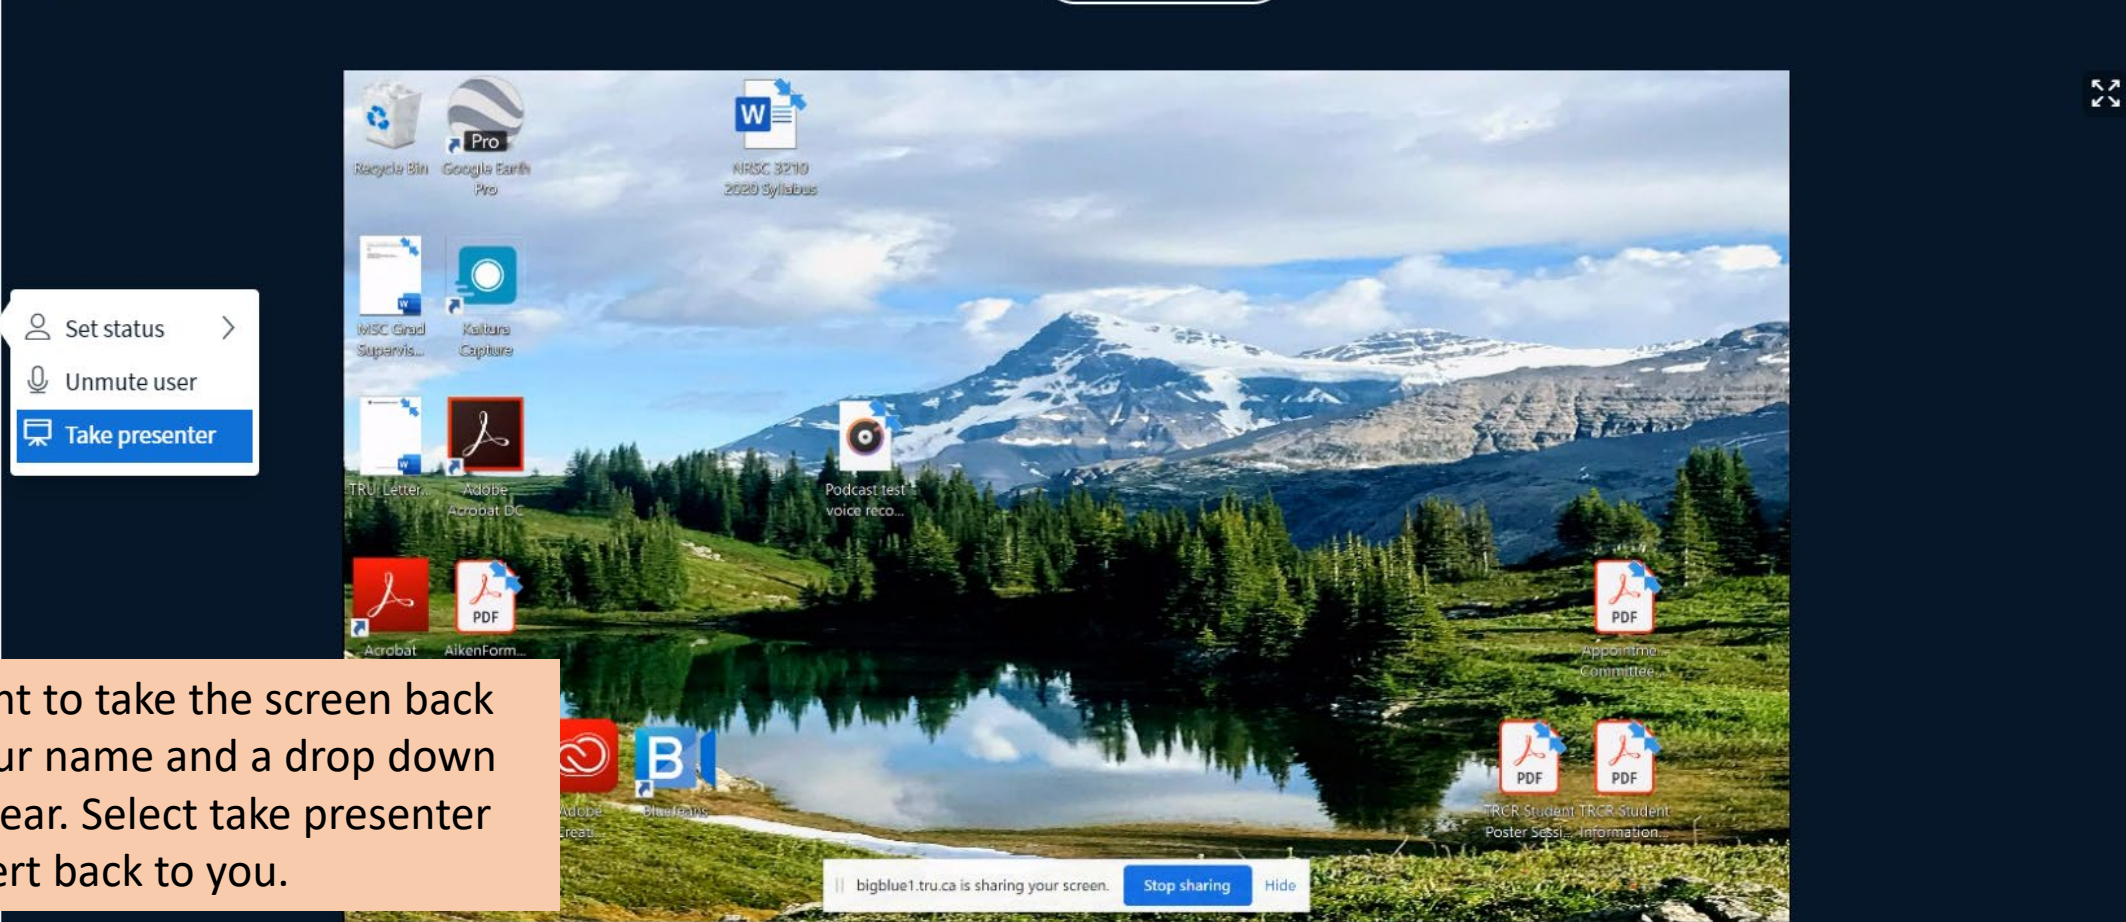 Recycle Bin
Google Earth
Pro
Pro
W
NRSC 3210
2020 Syllabus
Set status
Unmute user
Take presenter
W
MSC Grad
Supervis...
Kaltura
Capture
W
TRU Letter...
Adobe
Acrobat DC
Podcast test
voice reco...
Acrobat
PDF
AikenForm...
PDF
Appointme...
Committee...
nt to take the screen back
ur name and a drop down
ear. Select take presenter
ert back to you.
Adobe
Creati...
B
BlueJeans
PDF
TRCR Student
Poster Sessi...
PDF
TRCR Student
Information...
bigblue1.tru.ca is sharing your screen.
Stop sharing
Hide